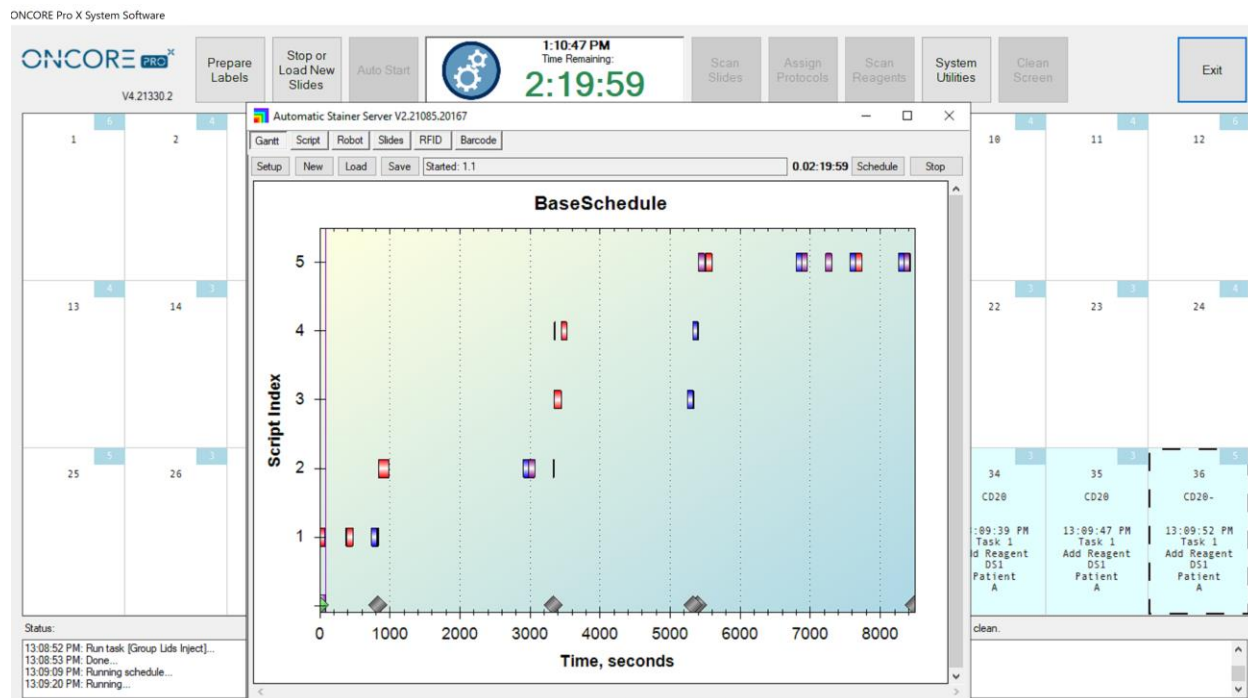 ONCORE Pro X System Software
ONCORE PRO X
V4.21330.2
Prepare Labels
Stop or Load New Slides
Auto Start
1:10:47 PM
Time Remaining:
2:19:59
Scan Slides
Assign Protocols
Scan Reagents
System Utilities
Clean Screen
Exit
Automatic Stainer Server V2.21085.20167
Gantt Script Robot Slides RFID Barcode
Setup New Load Save Started: 1.1 0.02:19:59 Schedule Stop
BaseSchedule
Script Index
5
4
3
2
1
0 1000 2000 3000 4000 5000 6000 7000 8000
Time, seconds
6 4 4 4 6
1 2 10 11 12
4 3 3 3 4
13 14 22 23 24
5 3 3 3 5
25 26 34 35 36
CD20 CD20 CD20-
:09:39 PM 13:09:47 PM 13:09:52 PM
Task 1 Task 1 Task 1
dd Reagent Add Reagent Add Reagent
DS1 DS1 DS1
Patient Patient Patient
A A A
Status:
clean.
13:08:52 PM: Run task [Group Lids Inject]...
13:08:53 PM: Done...
13:09:09 PM: Running schedule...
13:09:20 PM: Running...